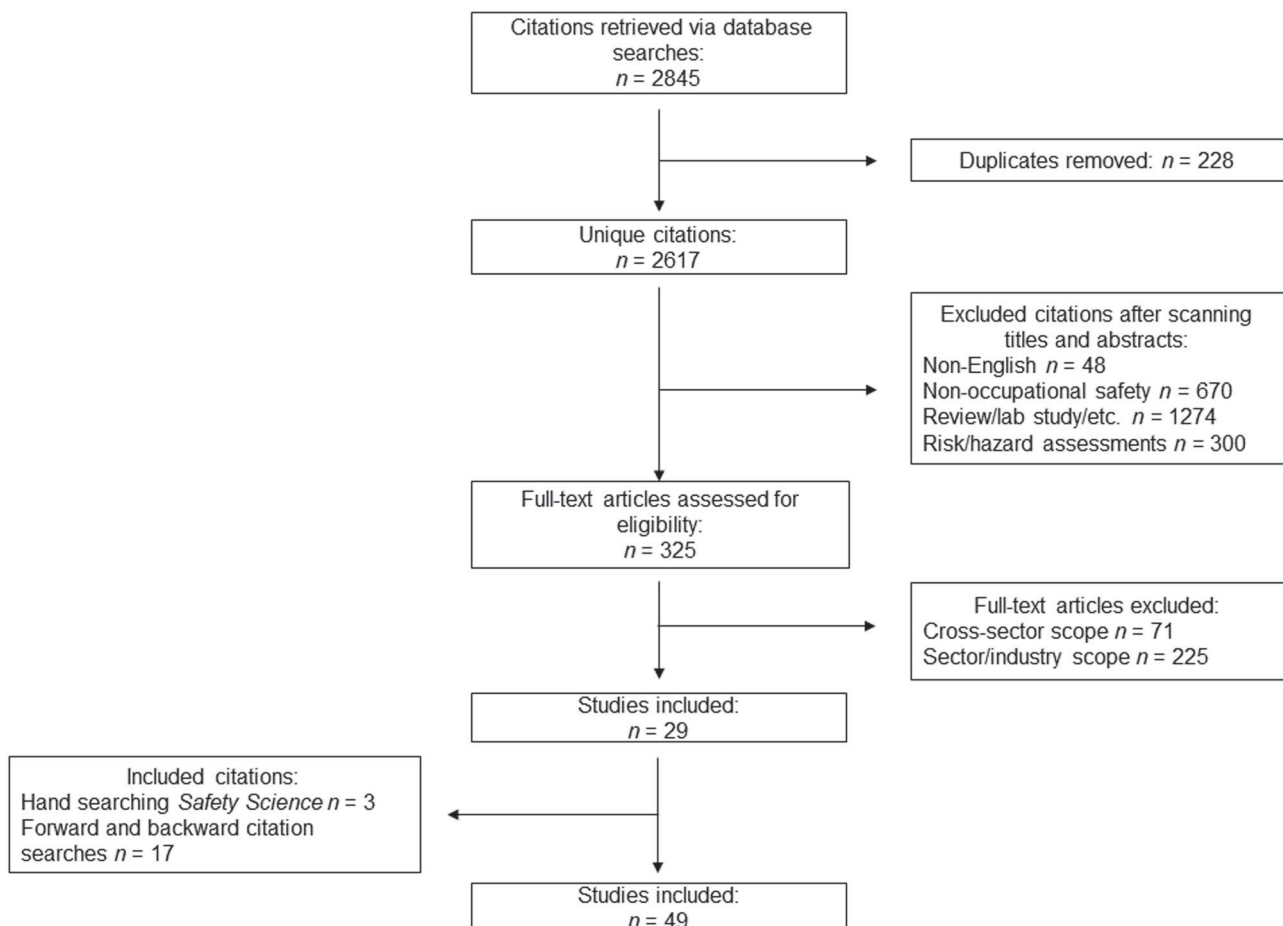 Citations retrieved via database
searches:
n = 2845
Duplicates removed: n = 228
Unique citations:
n = 2617
Excluded citations after scanning
titles and abstracts:
Non-English n = 48
Non-occupational safety n = 670
Review/lab study/etc. n = 1274
Risk/hazard assessments n = 300
Full-text articles assessed for
eligibility:
n = 325
Full-text articles excluded:
Cross-sector scope n = 71
Sector/industry scope n = 225
Studies included:
n = 29
Included citations:
Hand searching Safety Science n = 3
Forward and backward citation
searches n = 17
Studies included:
n = 49